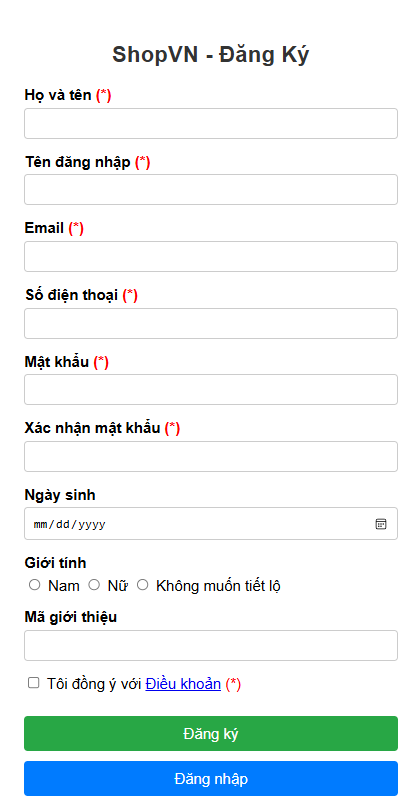 ShopVN - Đăng Ký
Họ và tên (*)
Tên đăng nhập (*)
Email (*)
Số điện thoại (*)
Mật khẩu (*)
Xác nhận mật khẩu (*)
Ngày sinh
mm/dd/yyyy
Giới tính
Nam Nữ Không muốn tiết lộ
Mã giới thiệu
Tôi đồng ý với Điều khoản (*)
Đăng ký
Đăng nhập